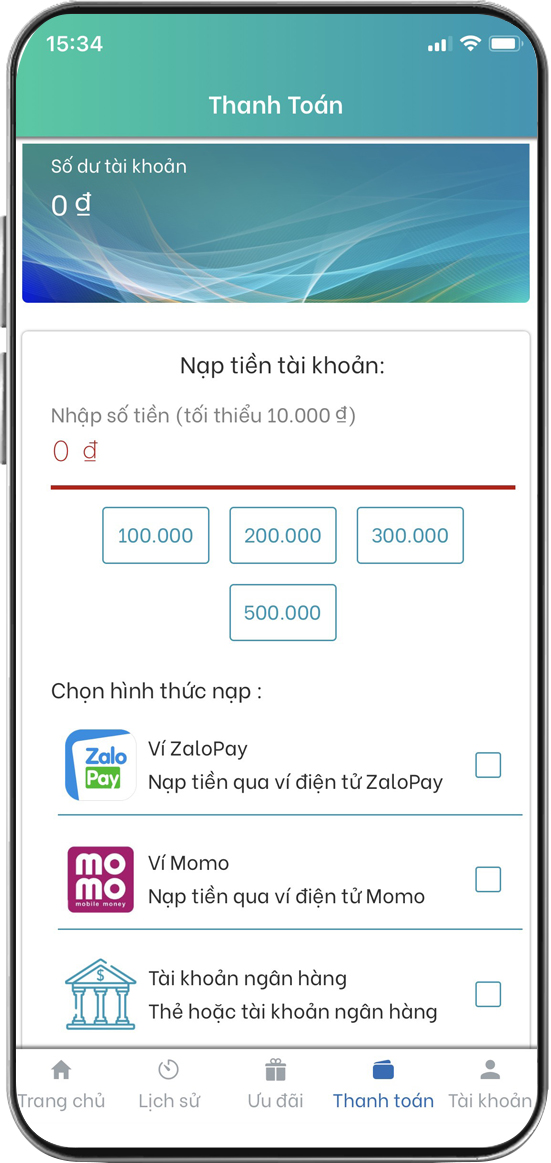 15:34
Thanh Toán
Số dư tài khoản
0 đ
Nạp tiền tài khoản:
Nhập số tiền (tối thiểu 10.000 ₫)
0 ₫
100.000 200.000 300.000
500.000
Chọn hình thức nạp :
Zalo
Pay
Ví ZaloPay
Nạp tiền qua ví điện tử ZaloPay
mo
mo
mobile money
Ví Momo
Nạp tiền qua ví điện tử Momo
$
Tài khoản ngân hàng
Thẻ hoặc tài khoản ngân hàng
Trang chủ Lịch sử Ưu đãi Thanh toán Tài khoản